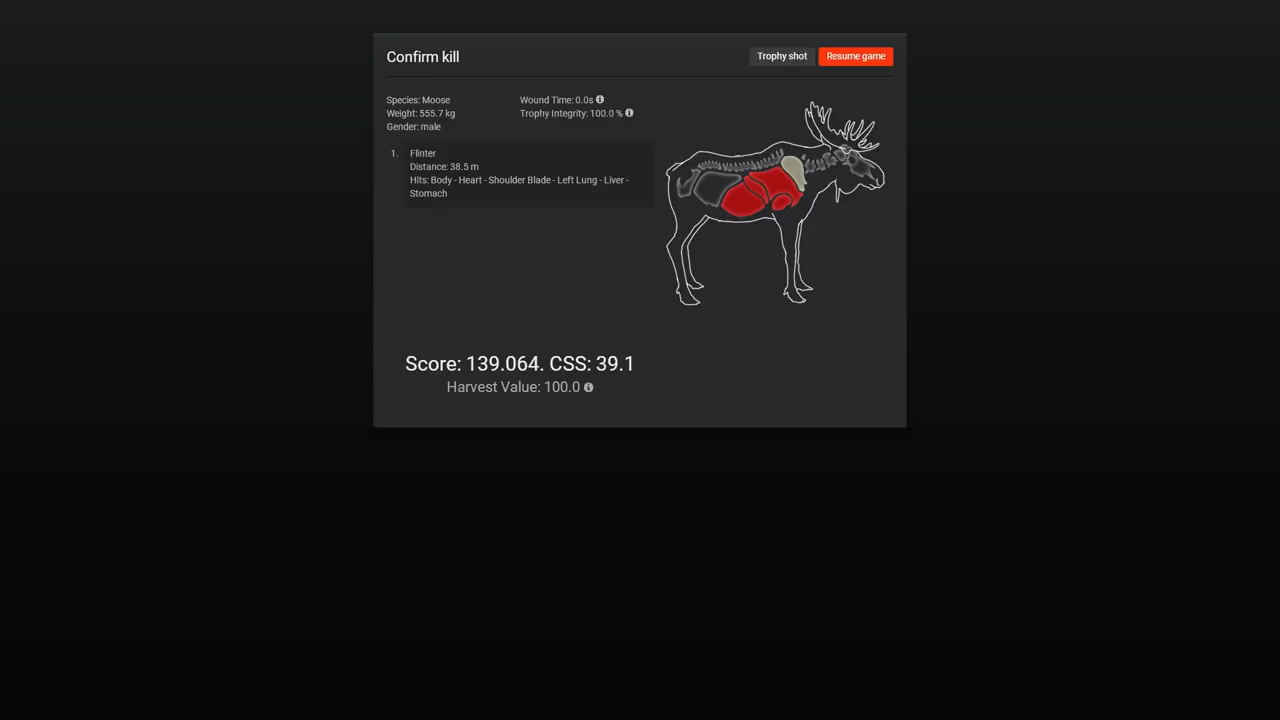 Confirm kill
Trophy shot
Resume game
Species: Moose
Weight: 555.7 kg
Gender: male
Wound Time: 0.0s
Trophy Integrity: 100.0 %
1.
Flinter
Distance: 38.5 m
Hits: Body - Heart - Shoulder Blade - Left Lung - Liver -
Stomach
Score: 139.064. CSS: 39.1
Harvest Value: 100.0